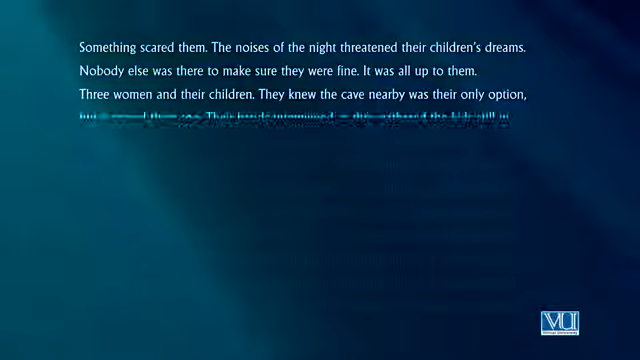 Something scared them. The noises of the night threatened their children's dreams.
Nobody else was there to make sure they were fine. It was all up to them.
Three women and their children. They knew the cave nearby was their only option,
VU